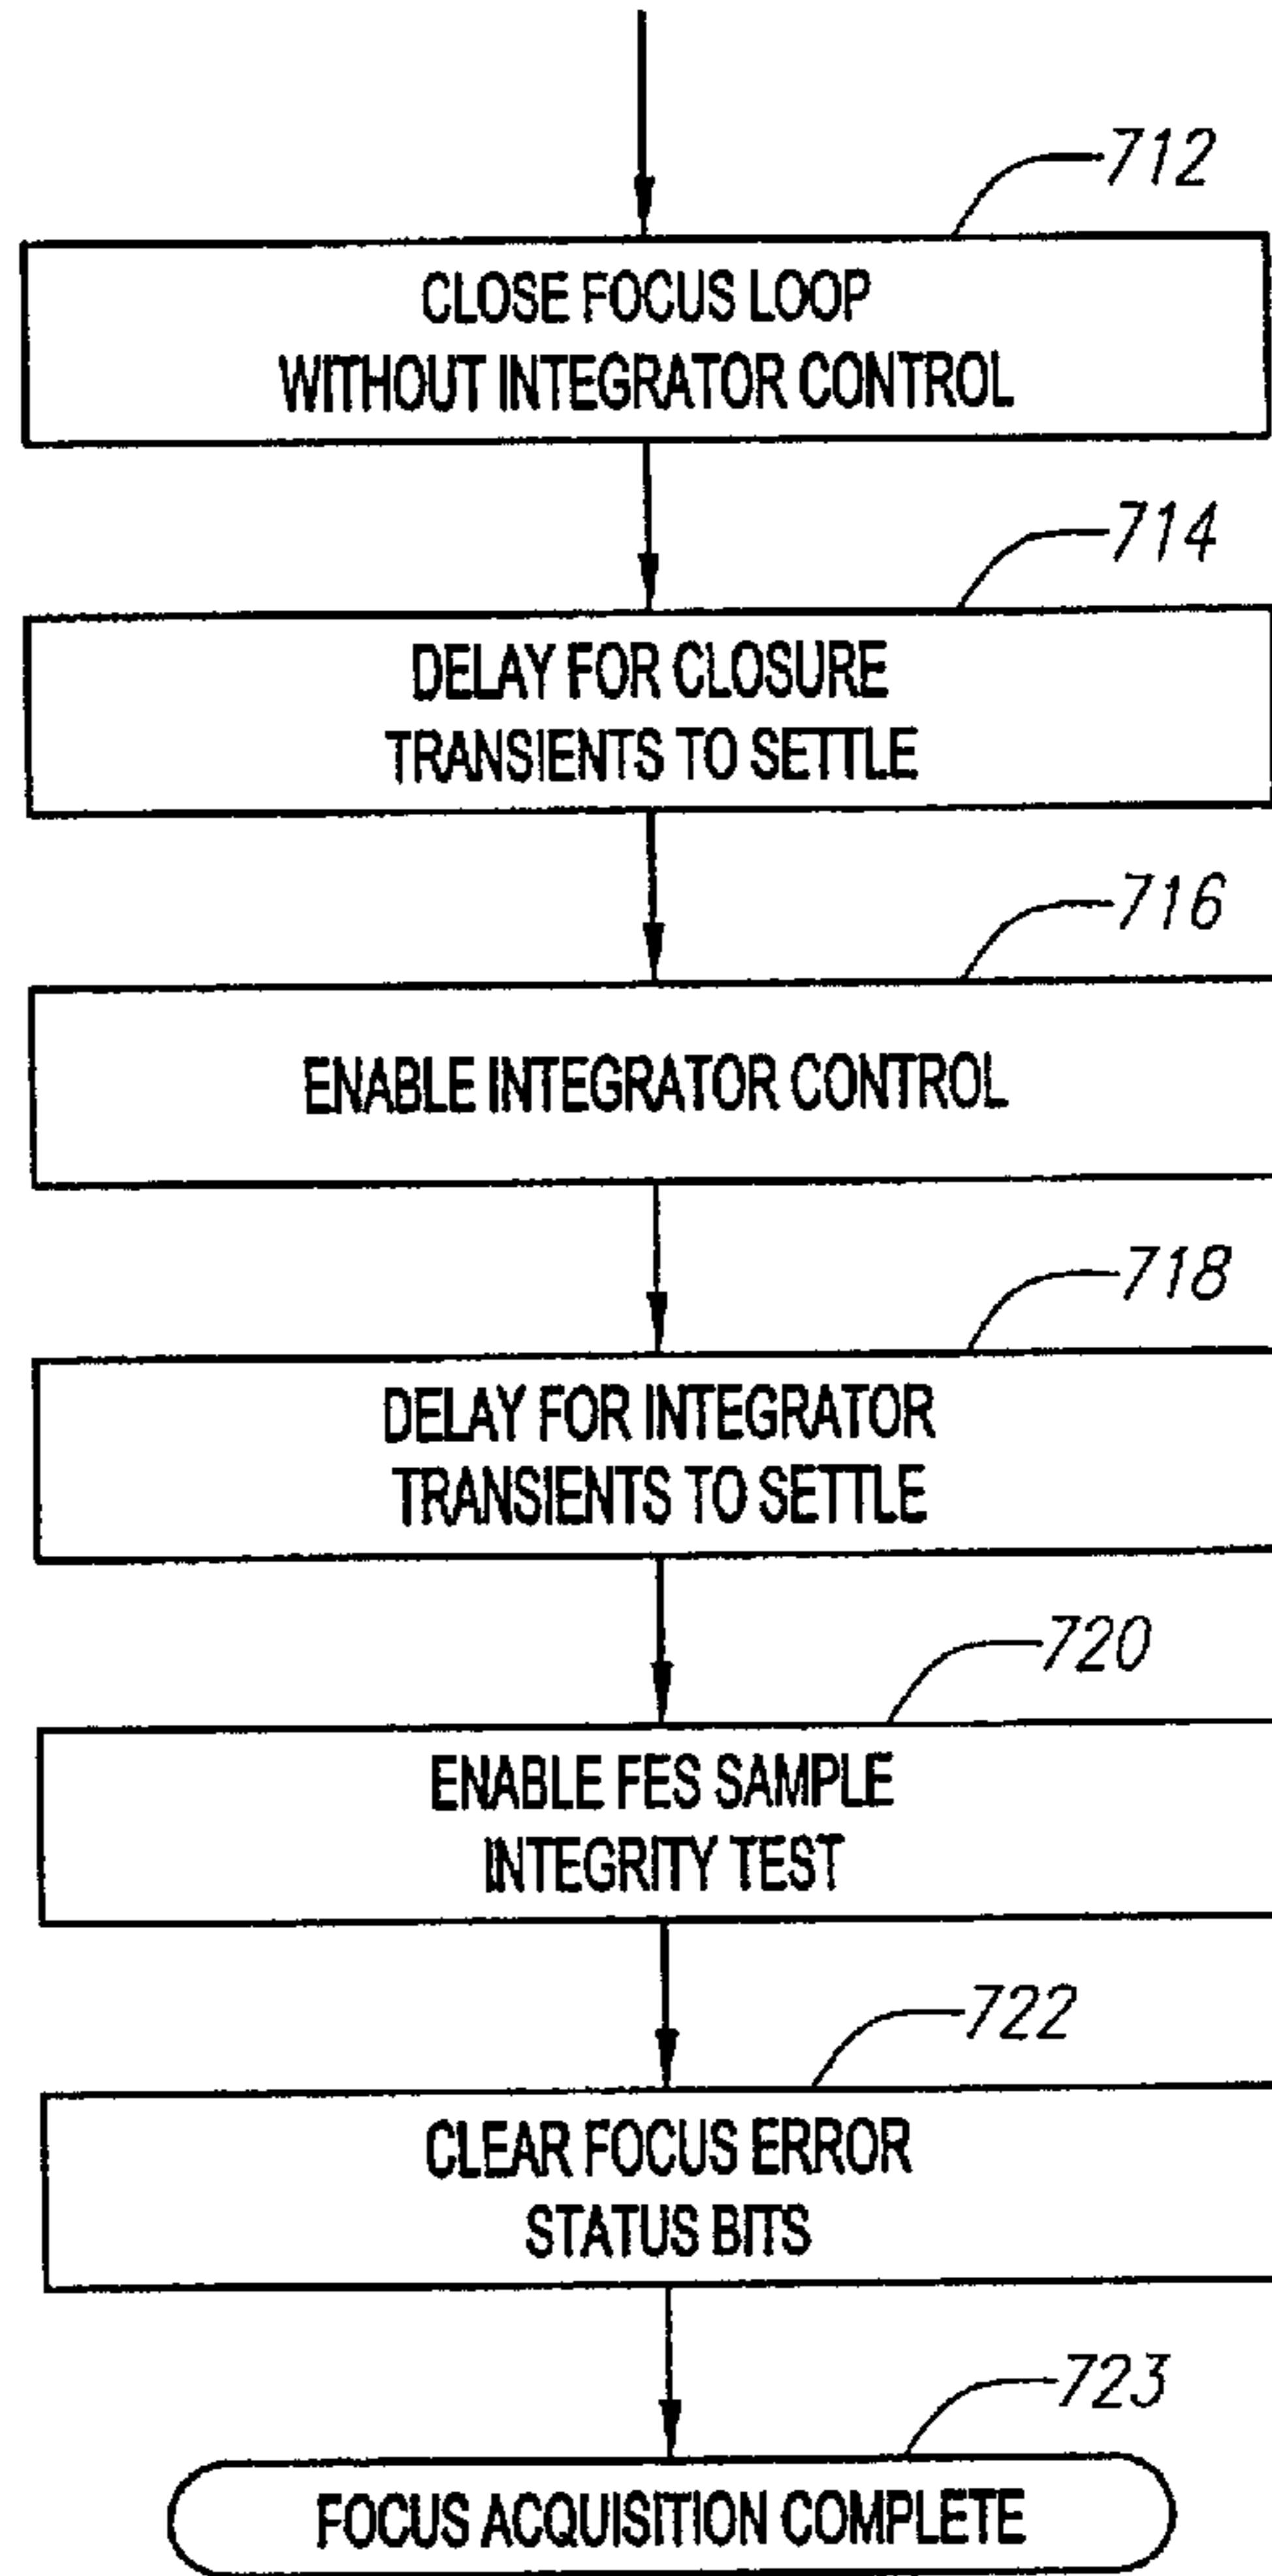 712
CLOSE FOCUS LOOP
WITHOUT INTEGRATOR CONTROL
714
DELAY FOR CLOSURE
TRANSIENTS TO SETTLE
716
ENABLE INTEGRATOR CONTROL
718
DELAY FOR INTEGRATOR
TRANSIENTS TO SETTLE
720
ENABLE FES SAMPLE
INTEGRITY TEST
722
CLEAR FOCUS ERROR
STATUS BITS
723
FOCUS ACQUISITION COMPLETE